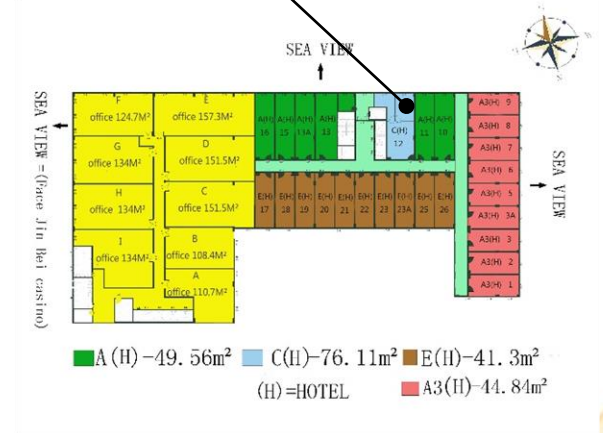 SEA VIEW
SEA VIEW =(Face Jin Bei casino)
SEA VIEW
F
office 124.7M²
E
office 157.3M²
G
office 134M²
D
office 151.5M²
H
office 134M²
C
office 151.5M²
I
office 134M²
B
office 108.4M²
A
office 110.7M²
A(H) A(H) A(H) A(H)
16 15 13A 13
C(H)
12
A(H) A(H)
11 10
E(H) E(H) E(H) E(H) E(H) E(H) E(H) E(H) E(H) E(H)
17 18 19 20 21 22 23 23A 25 26
A3(H) 9
A3(H) 8
A3(H) 7
A3(H) 6
A3(H) 5
A3(H) 3A
A3(H) 3
A3(H) 2
A3(H) 1
A(H)-49.56m² C(H)-76.11m² E(H)-41.3m²
(H)=HOTEL A3(H)-44.84m²